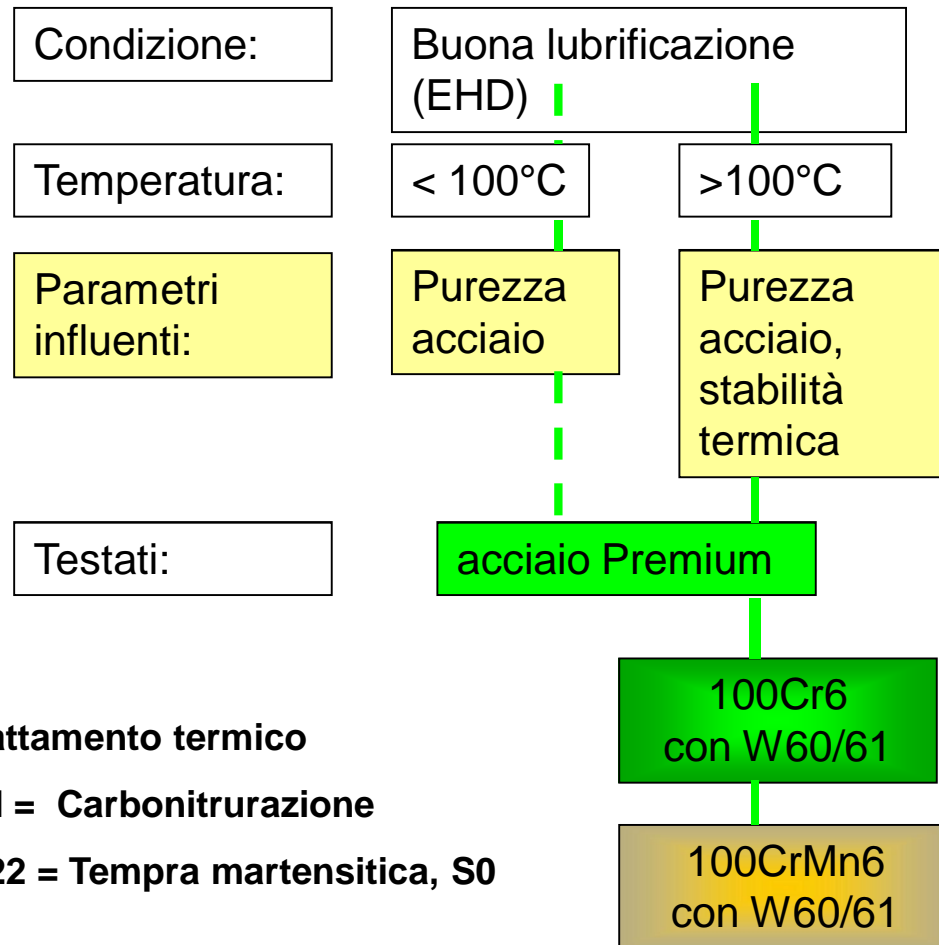 Condizione:
Buona lubrificazione
(EHD)
Temperatura:
< 100°C
>100°C
Parametri
influenti:
Purezza
acciaio
Purezza
acciaio,
stabilità
termica
Testati:
acciaio Premium
100Cr6
con W60/61
100CrMn6
con W60/61
attamento termico
= Carbonitrurazione
22 = Tempra martensitica, S0